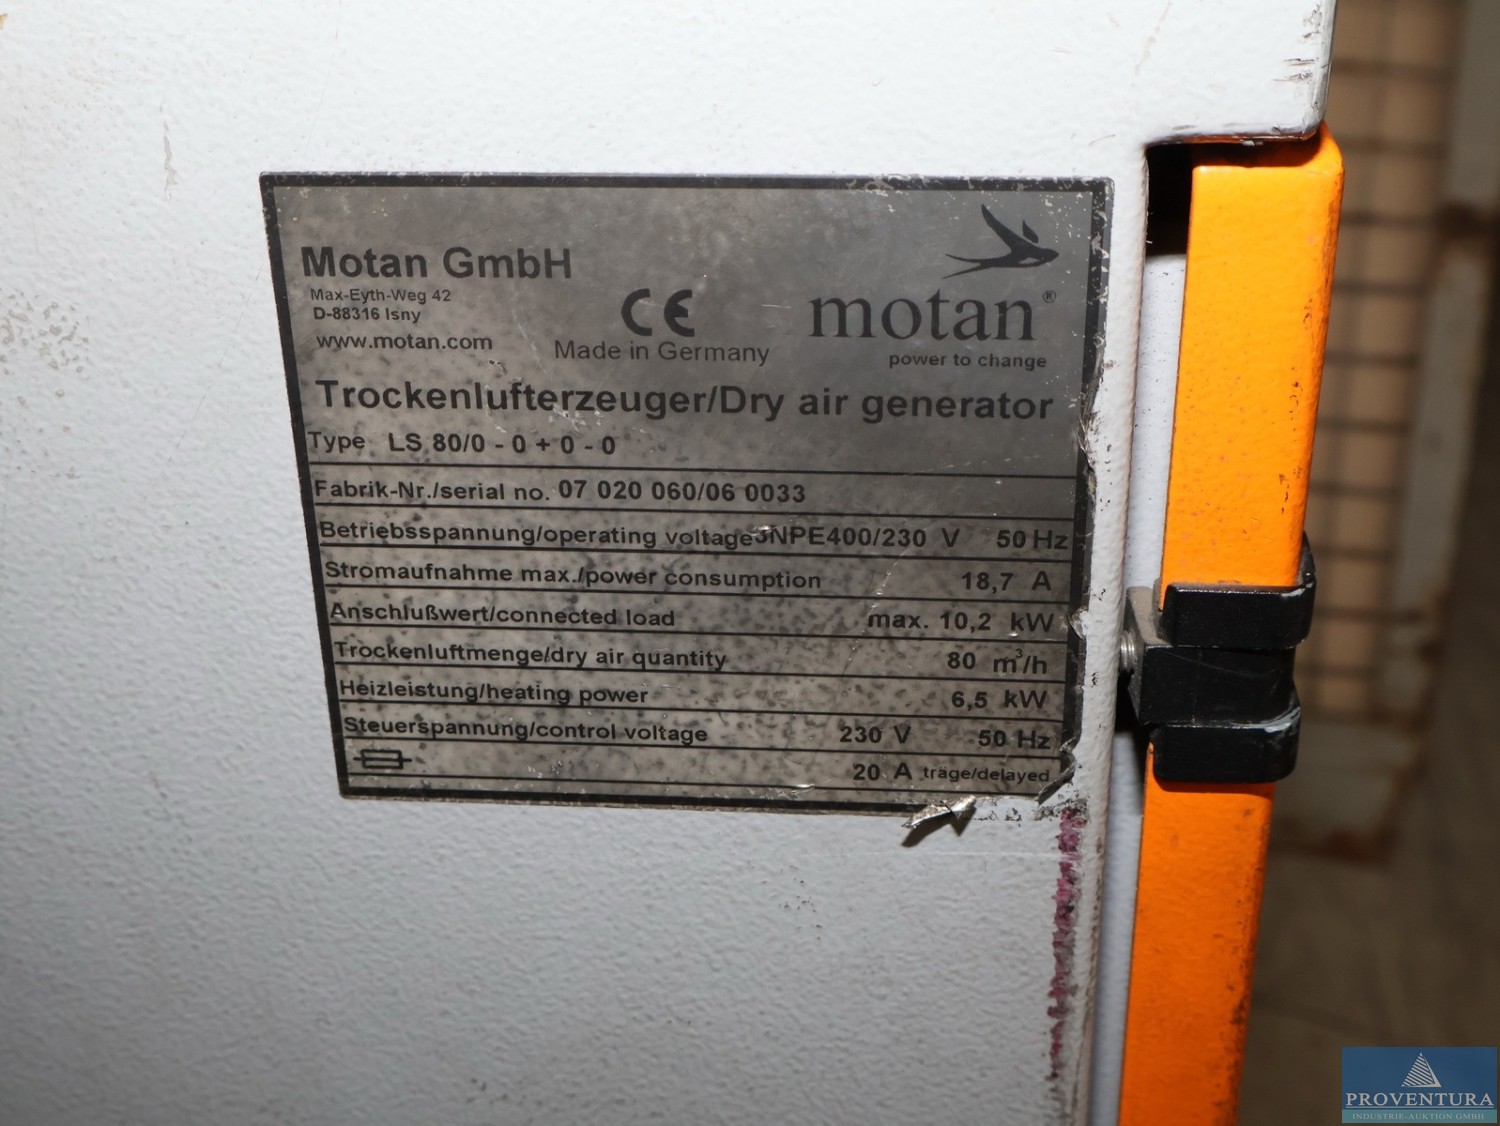 Motan GmbH
Max-Eyth-Weg 42
D-88316 Isny
www.motan.com
CE
Made in Germany
motan®
power to change
Trockenlufterzeuger/Dry air generator
Type LS 80/0 - 0 + 0 - 0
Fabrik-Nr./serial no. 07 020 060/06 0033
Betriebsspannung/operating voltage 3NPE400/230 V 50 Hz
Stromaufnahme max./power consumption 18,7 A
Anschlußwert/connected load max. 10,2 kW
Trockenluftmenge/dry air quantity 80 m³/h
Heizleistung/heating power 6,5 kW
Steuerspannung/control voltage 230 V 50 Hz
20 A träge/delayed
PROVENTURA
INDUSTRIE-AUKTION GMBH